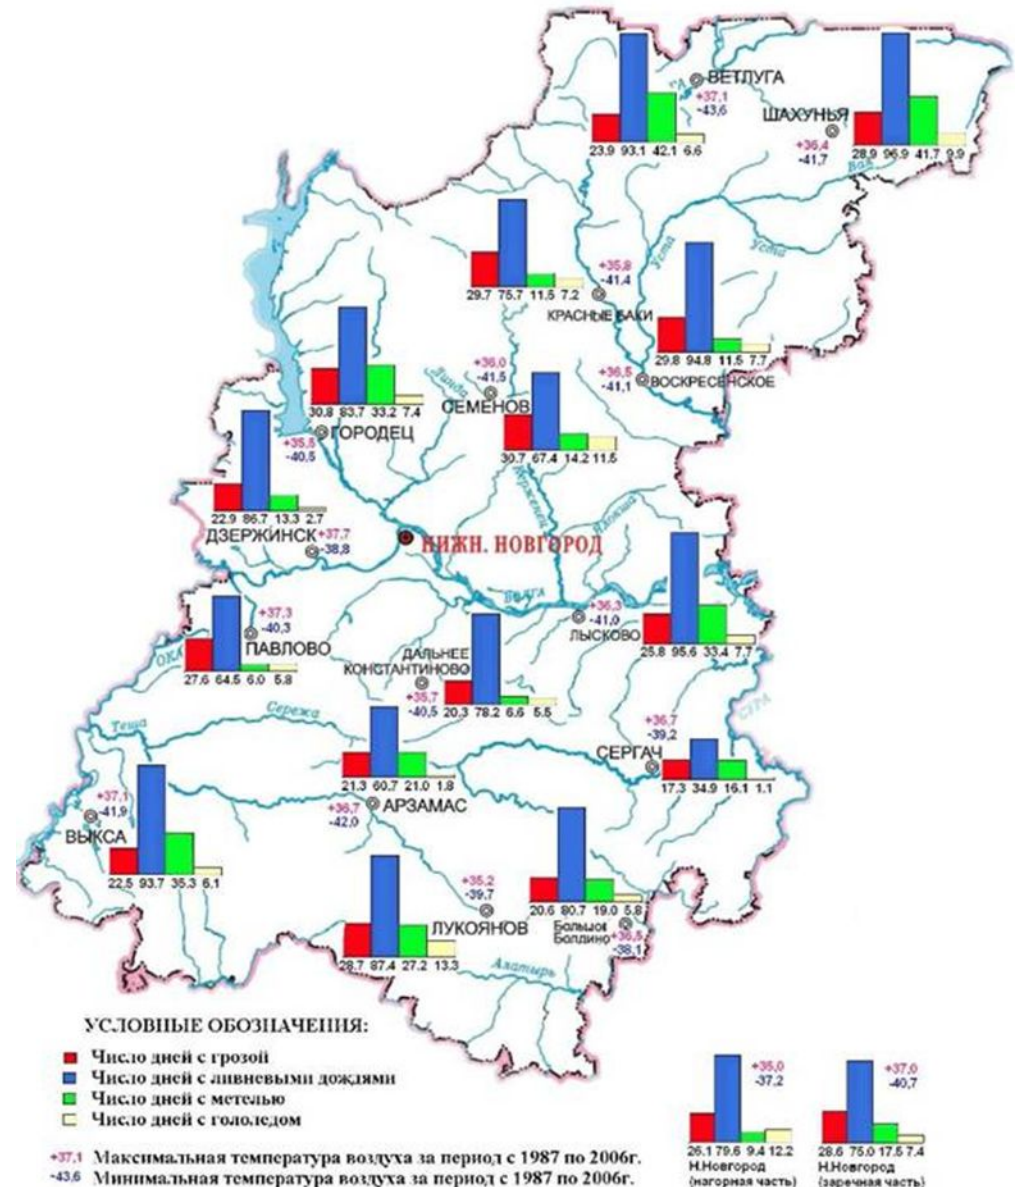 ВЕТЛУГА
+37,1
-43,6
23.9 93.1 42.1 6.6
ШАХУНЬЯ
+36,4
-41,7
28.9 96.9 41.7 9.9
Уста
Уста
29.7 75.7 11.5 7.2
+35,8
-41.4
КРАСНЫЕ БАКИ
29.8 94.8 11.5 7.7
+36,5
-41,1
ВОСКРЕСЕНСКОЕ
30.8 83.7 33.2 7.4
+35,5
-40,5
ГОРОДЕЦ
+36,0
-41,5
СЕМЕНОВ
30.7 67.4 14.2 11.5
22.9 86.7 13.3 2.7
ДЗЕРЖИНСК
+37,7
-38,8
НИЖН. НОВГОРОД
ВОЛГА
27.6 64.5 6.0 5.8
+37,3
-40,3
ПАВЛОВО
ОКА
+36,3
-41,0
ЛЫСКОВО
25.8 95.6 33.4 7.7
ДАЛЬНЕЕ
КОНСТАНТИНОВО
+35,7
-40,5
20.3 78.2 6.6 5.5
Теша
Сережа
21.3 60.7 21.0 1.8
+36,7
-42,0
АРЗАМАС
+36,7
-39,2
СЕРГАЧ
17.3 34.9 16.1 1.1
+37,1
-41,9
ВЫКСА
22.5 93.7 35.3 6.1
28.7 87.4 27.2 13.3
+35,2
-39.7
ЛУКОЯНОВ
20.6 80.7 19.0 5.8
Большое
Болдино
+36,5
-38,1
Алатырь
УСЛОВНЫЕ ОБОЗНАЧЕНИЯ:
Число дней с грозой
Число дней с ливневыми дождями
Число дней с метелью
Число дней с гололедом
+37,1 Максимальная температура воздуха за период с 1987 по 2006г.
-43,6 Минимальная температура воздуха за период с 1987 по 2006г.
+35,0
-37.2
26.1 79.6 9.4 12.2
Н.Новгород
(нагорная часть)
+37,0
-40,7
28.6 75.0 17.5 7.4
Н.Новгород
(заречная часть)